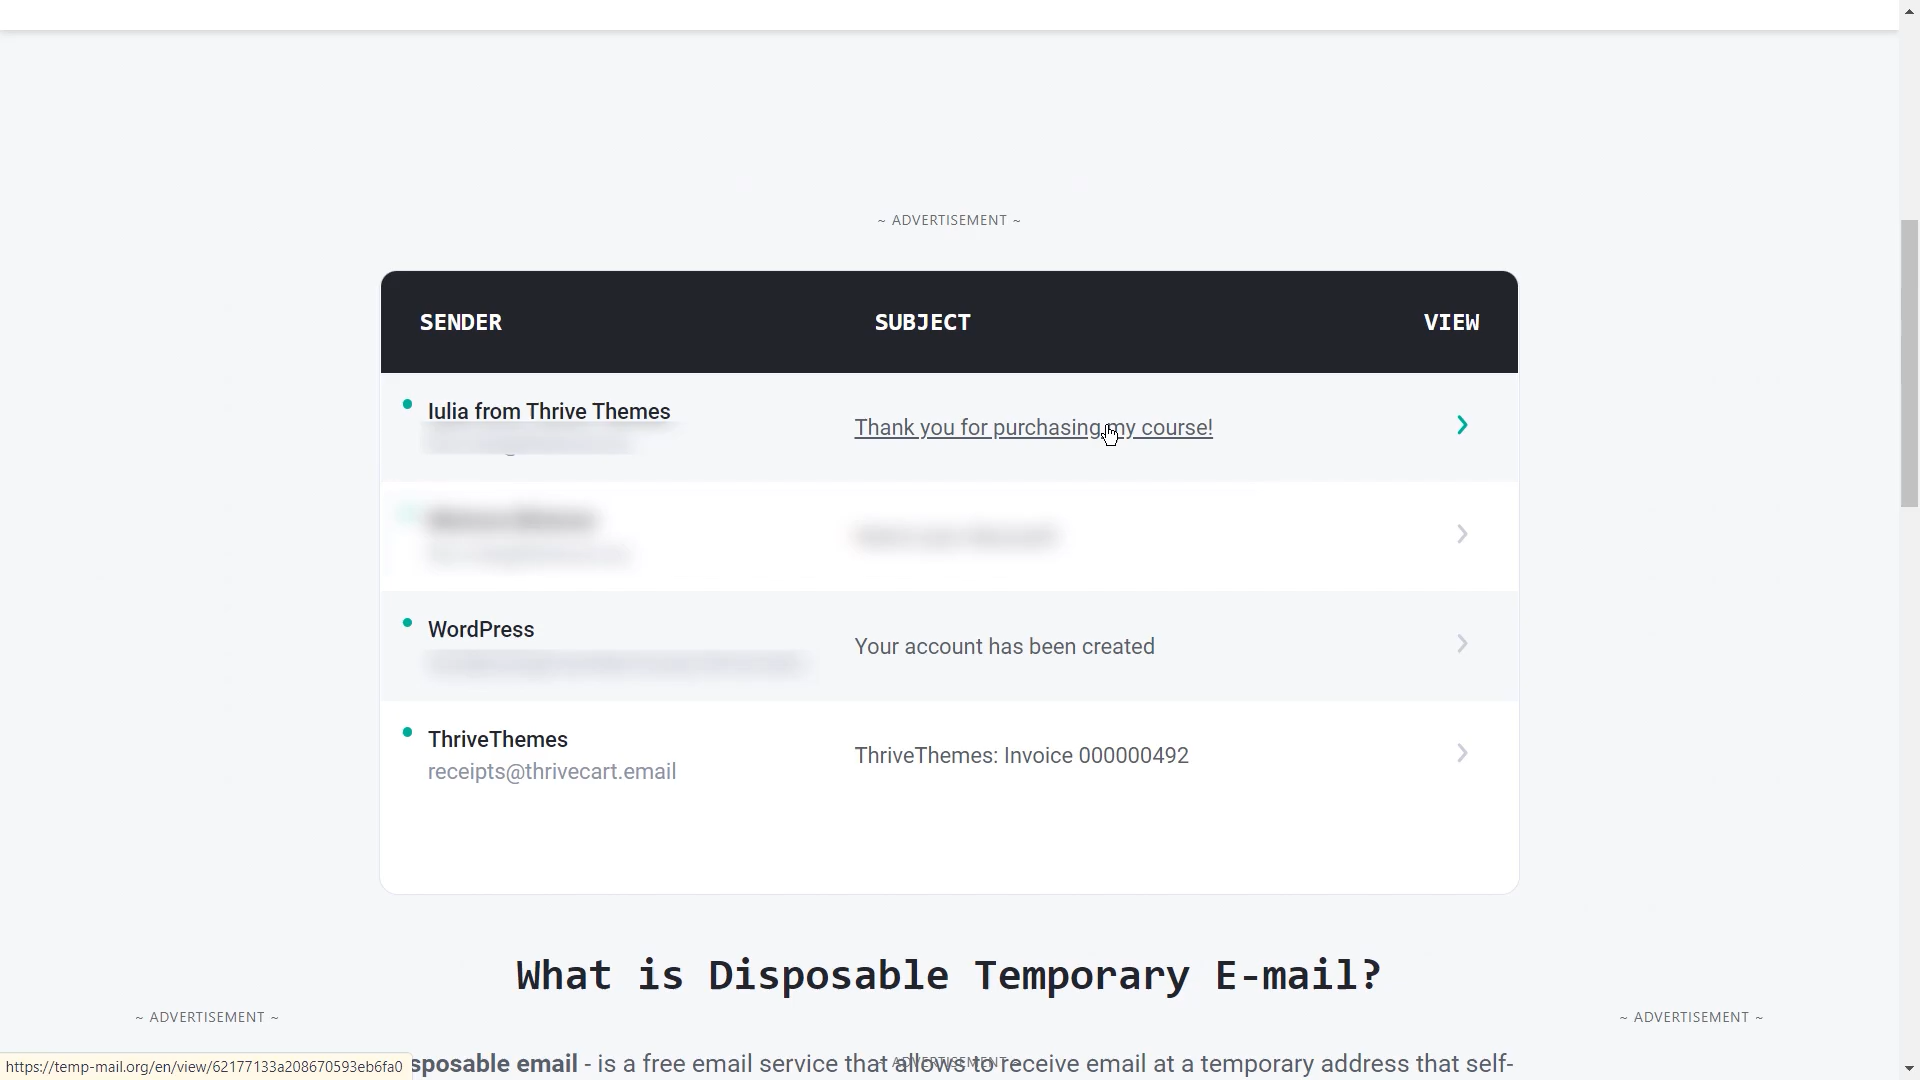 ~ ADVERTISEMENT ~
SENDER SUBJECT VIEW
Iulia from Thrive Themes
Thank you for purchasing my course!
WordPress
Your account has been created
ThriveThemes
receipts@thrivecart.email
ThriveThemes: Invoice 000000492
What is Disposable Temporary E-mail?
~ ADVERTISEMENT ~
~ ADVERTISEMENT ~
sposable email - is a free email service that allows to receive email at a temporary address that self-
~ ADVERTISEMENT ~
https://temp-mail.org/en/view/62177133a208670593eb6fa0